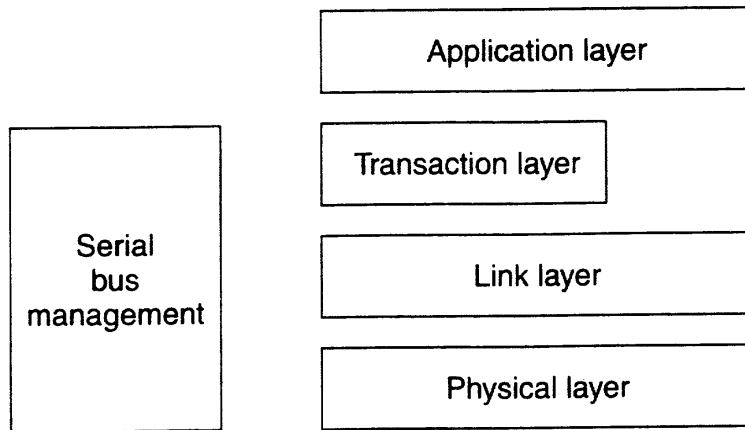 Application layer
Transaction layer
Serial
bus
management
Link layer
Physical layer